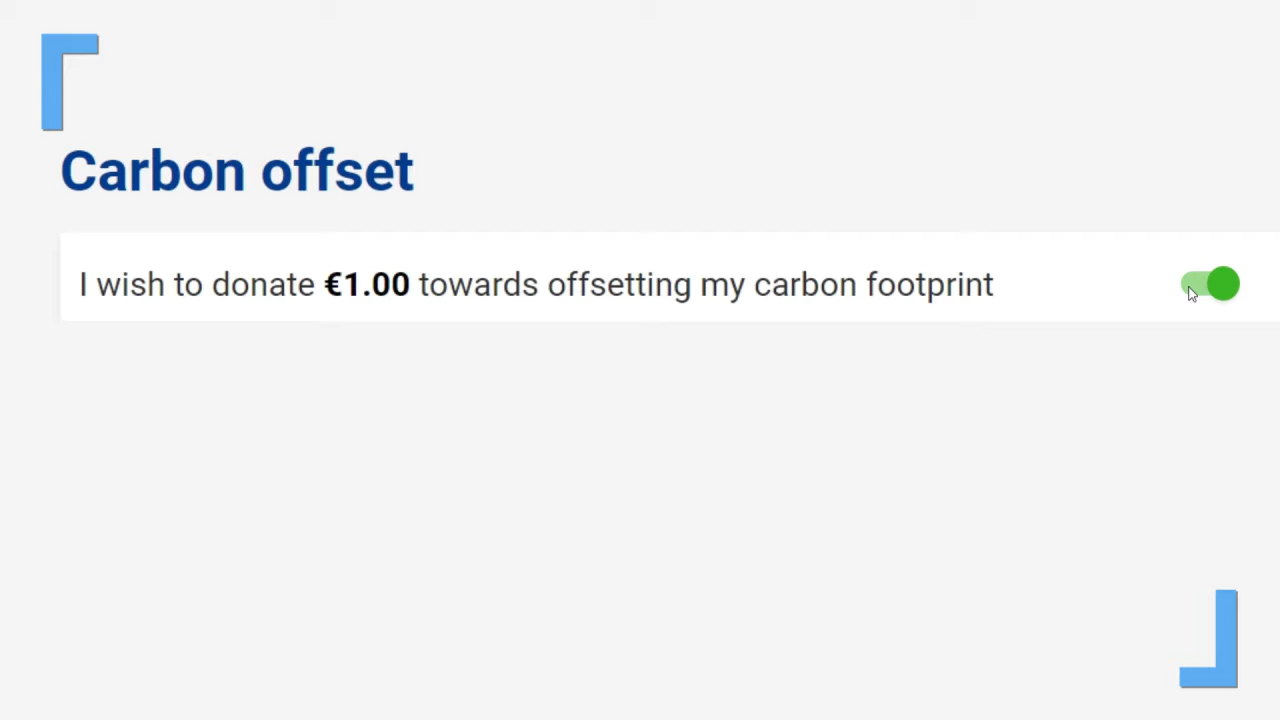 Carbon offset
I wish to donate €1.00 towards offsetting my carbon footprint